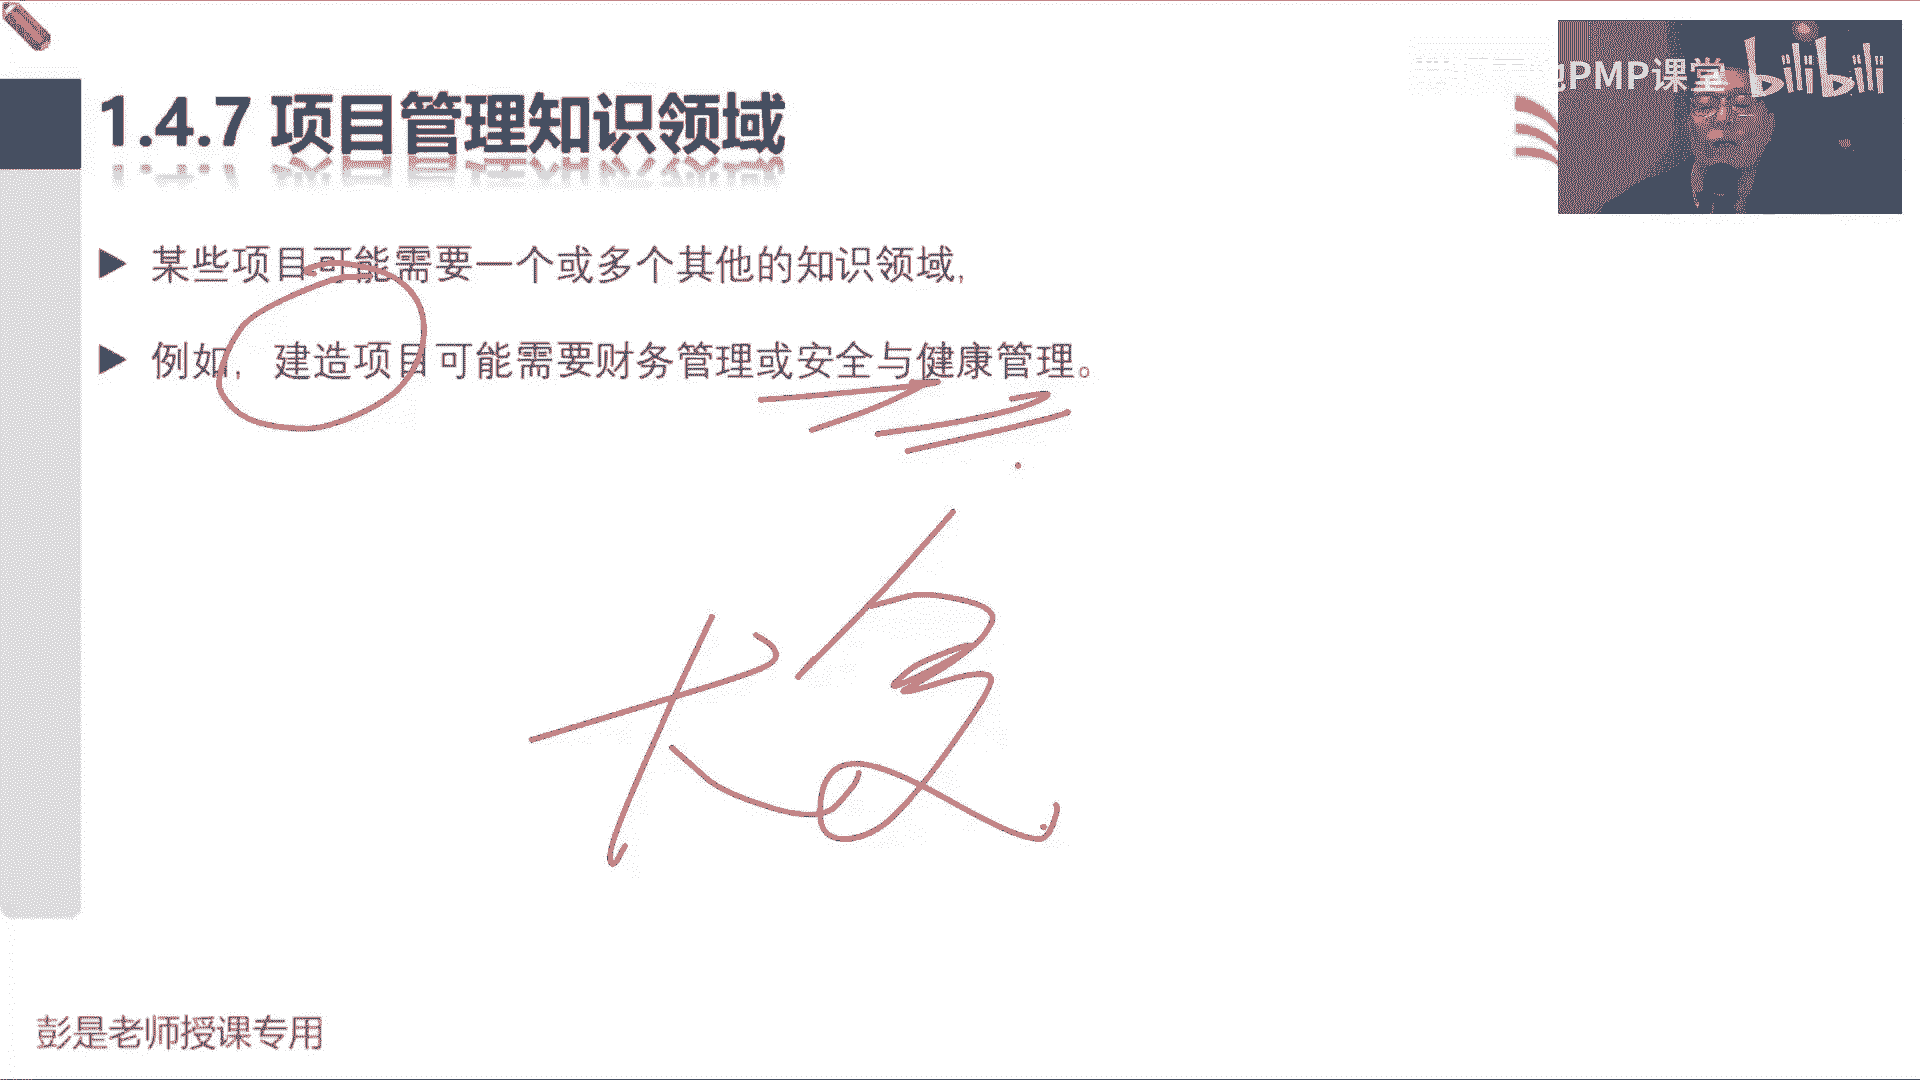 PMP课堂 bilibili
1.4.7 项目管理知识领域
某些项目可能需要一个或多个其他的知识领域,
例如，建造项目可能需要财务管理或安全与健康管理。
彭是老师授课专用